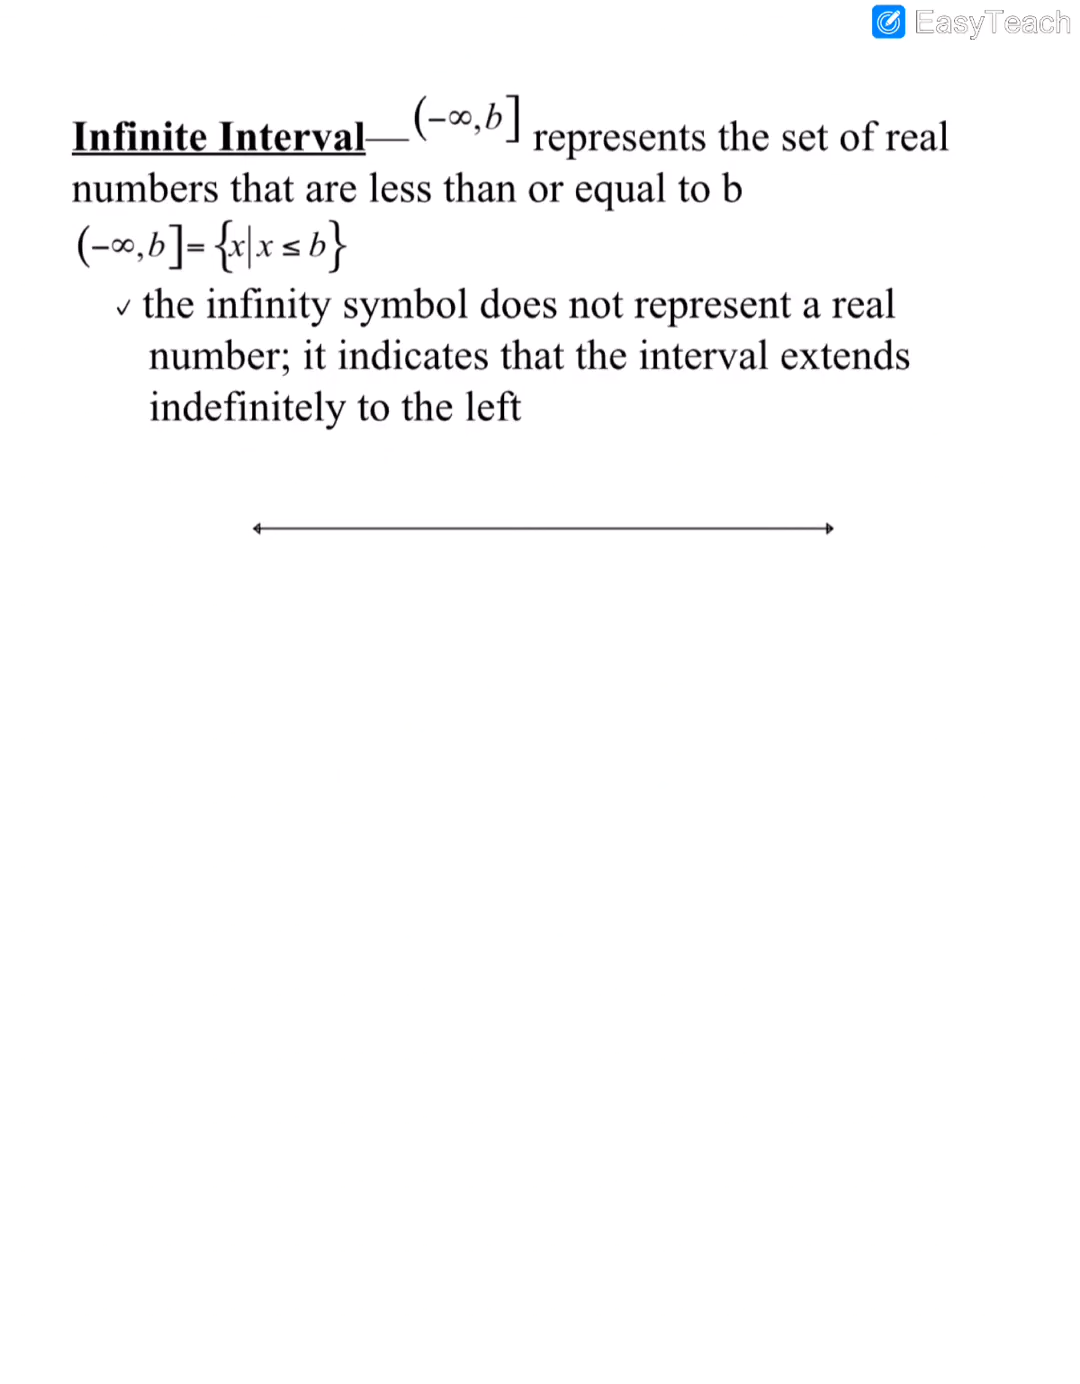 EasyTeach
Infinite Interval—(-∞,b] represents the set of real
numbers that are less than or equal to b
(-∞,b]= {x|x ≤ b}
✓ the infinity symbol does not represent a real
number; it indicates that the interval extends
indefinitely to the left